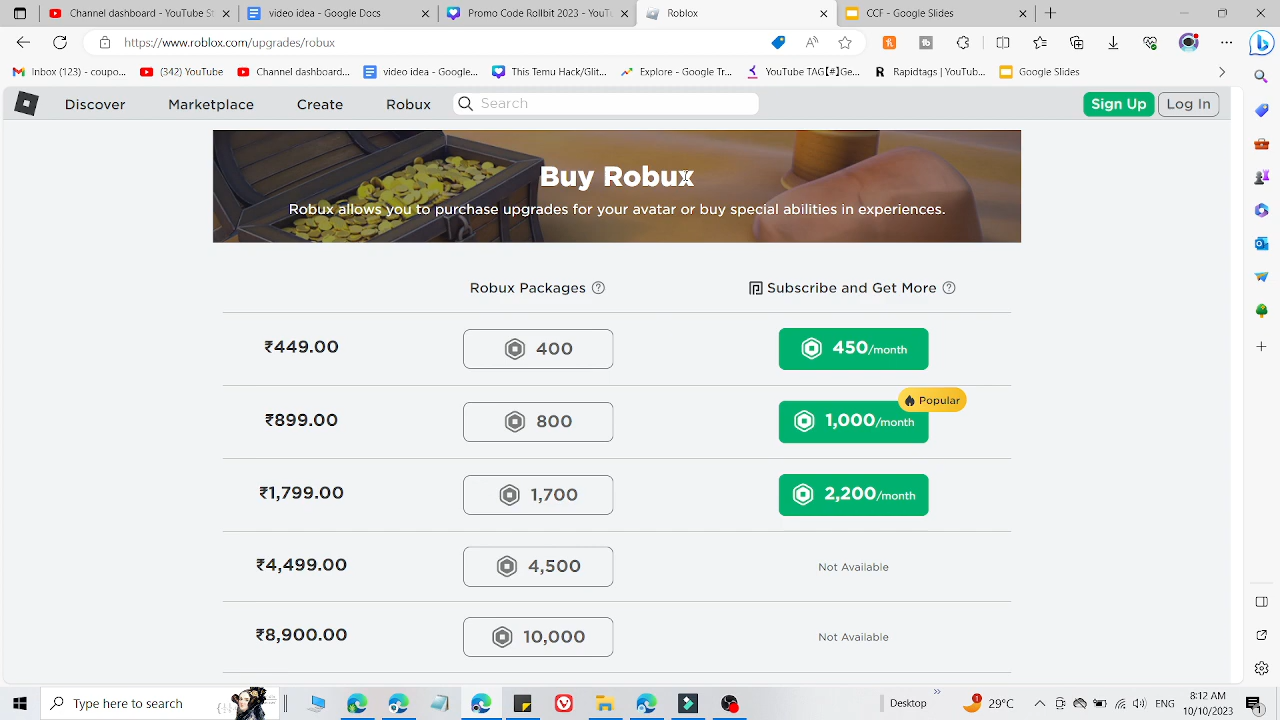 YouTube Channel Dashboard - YouTube St
Google Docs
Promo Code Rollbit 2023 - YouT
Roblox
CCF - Google Slides
https://www.roblox.com/upgrades/robux
Inbox (123) - copno...
(342) YouTube
Channel dashboard...
video idea - Google...
This Temu Hack Glit...
Explore - Google Tr...
YouTube TAG[#]-...
Rapidtags | YouTub...
Google Slides
Discover
Marketplace
Create
Robux
Search
Sign Up
Log In
Buy Robux
Robux allows you to purchase upgrades for your avatar or buy special abilities in experiences.
Robux Packages
Subscribe and Get More
₹449.00
400
450/month
Popular
₹899.00
800
1,000/month
₹1,799.00
1,700
2,200/month
₹4,499.00
4,500
Not Available
₹8,900.00
10,000
Not Available
Type here to search
Desktop
29°C
ENG
8:12 AM
10/10/2023